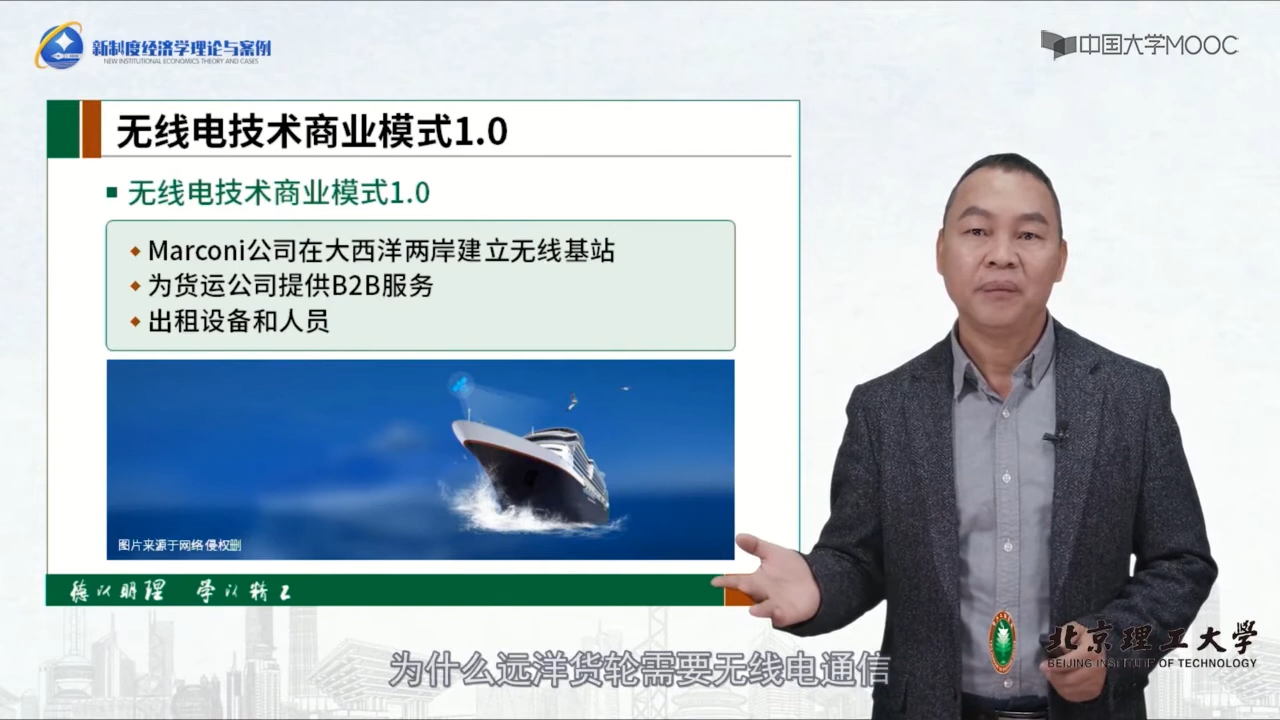 新制度经济学理论与案例
NEW INSTITUTIONAL ECONOMICS THEORY AND CASES
中国大学MOOC
无线电技术商业模式1.0
无线电技术商业模式1.0
Marconi公司在大西洋两岸建立无线基站
为货运公司提供B2B服务
出租设备和人员
图片来源于网络 侵权删
德以明理 学以精工
北京理工大学
BEIJING INSTITUTE OF TECHNOLOGY
为什么远洋货轮需要无线电通信